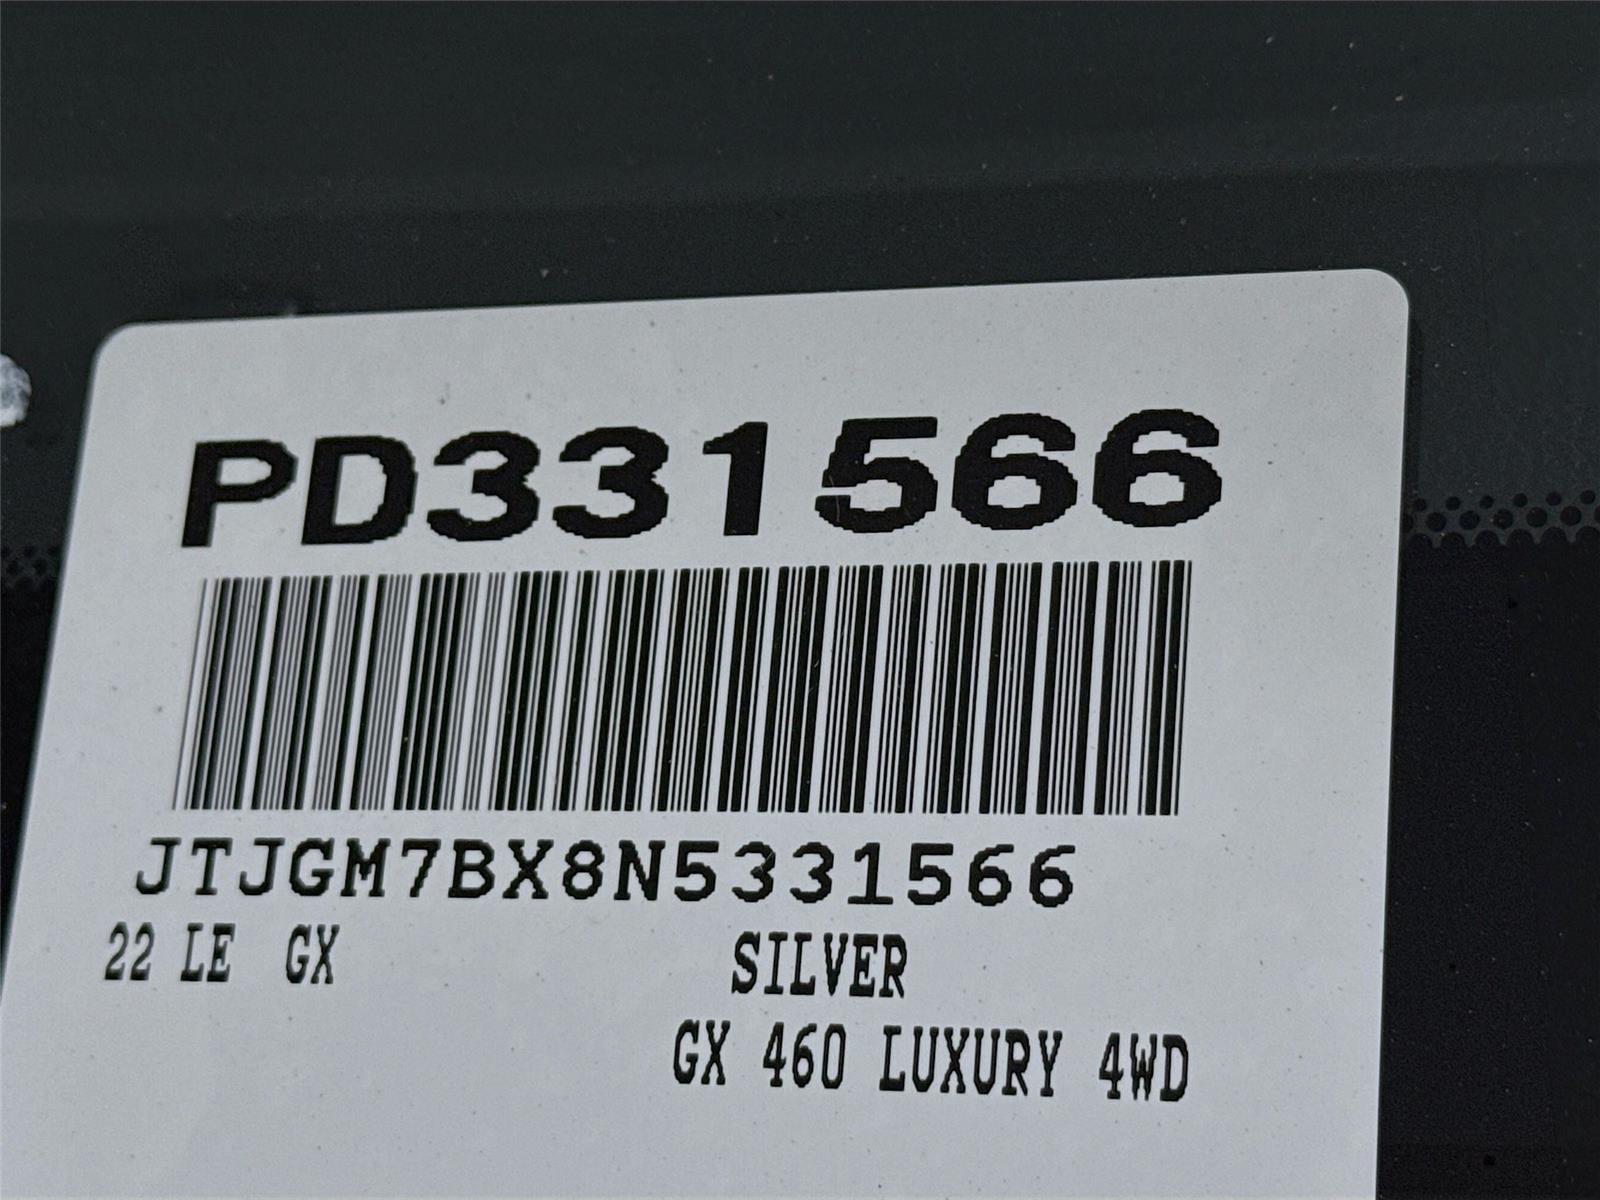 PD331566
JTJGM7BX8N5331566
22 LE GX SILVER
GX 460 LUXURY 4WD